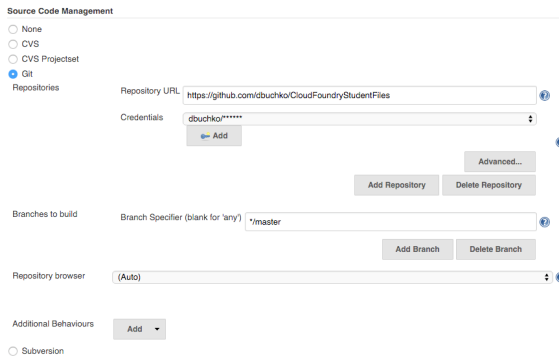 Source Code Management
None
CVS
CVS Projectset
Git
Repositories
Repository URL https://github.com/dbuchko/CloudFoundryStudentFiles
Credentials dbuchko/******
Add
Advanced...
Add Repository Delete Repository
Branches to build Branch Specifier (blank for 'any') */master
Add Branch Delete Branch
Repository browser (Auto)
Additional Behaviours Add
Subversion